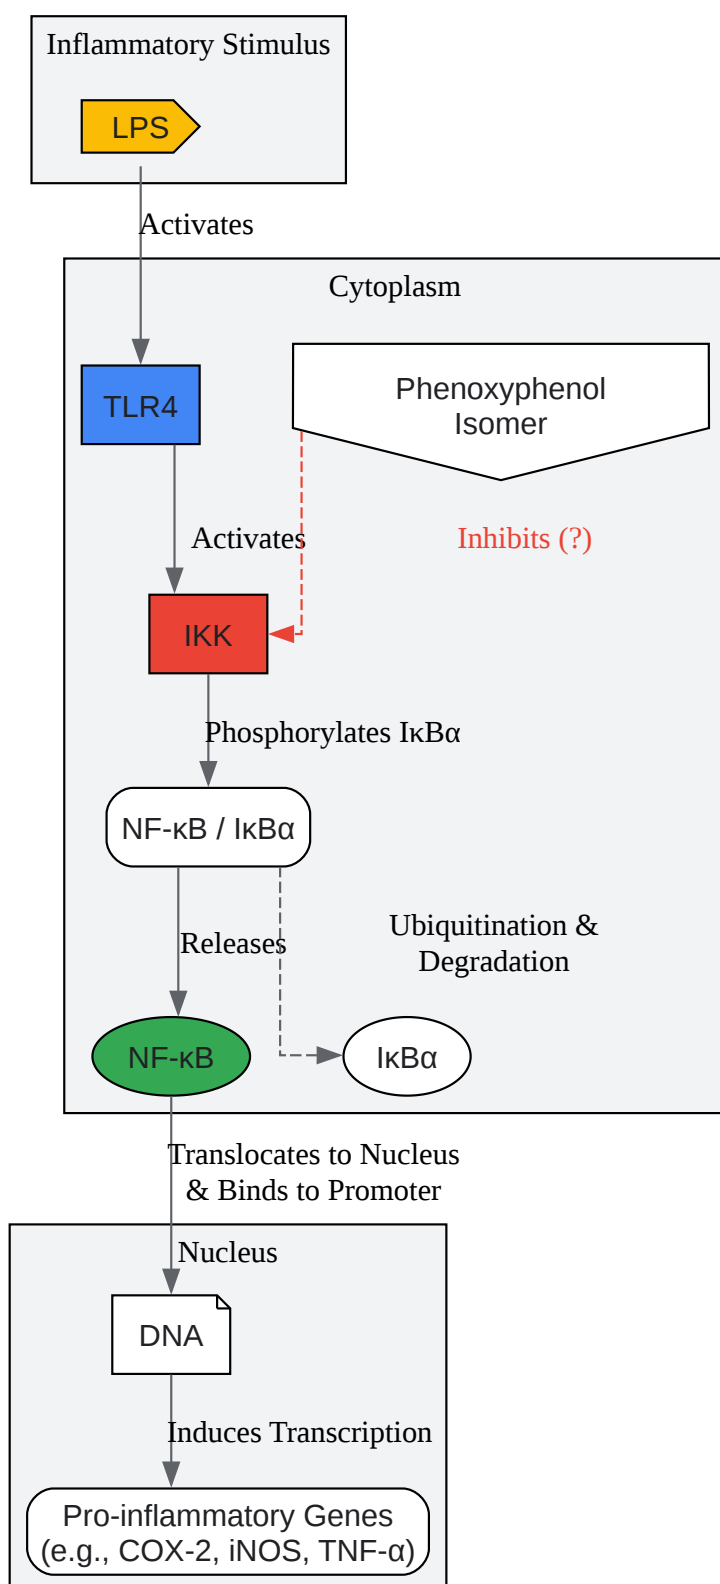 Inflammatory Stimulus
LPS
Activates
Cytoplasm
TLR4
Phenoxyphenol
Isomer
Activates
Inhibits (?)
IKK
Phosphorylates IκBα
NF-κB / IκBα
Releases
Ubiquitination &
Degradation
NF-κB
IκBα
Translocates to Nucleus
& Binds to Promoter
Nucleus
DNA
Induces Transcription
Pro-inflammatory Genes
(e.g., COX-2, iNOS, TNF-α)